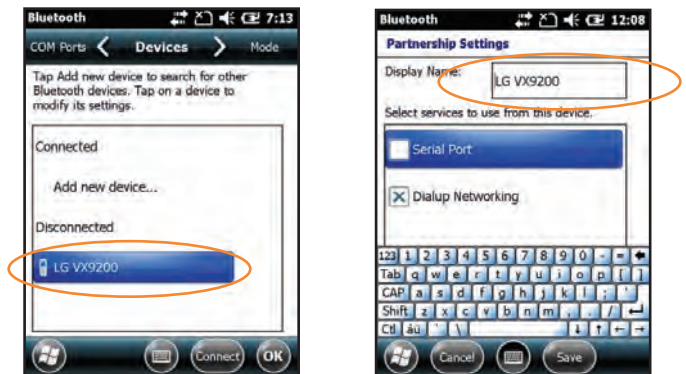 Bluetooth 7:13
COM Ports Devices Mode
Tap Add new device to search for other
Bluetooth devices. Tap on a device to
modify its settings.
Connected
Add new device...
Disconnected
LG VX9200
Connect OK
Bluetooth 12:08
Partnership Settings
Display Name: LG VX9200
Select services to use from this device.
Serial Port
Dialup Networking
123 1 2 3 4 5 6 7 8 9 0 - =
Tab q w e r t y u i o p [ ]
CAP a s d f g h j k l ; '
Shift z x c v b n m , . /
Ctl áü ` \
Cancel Save